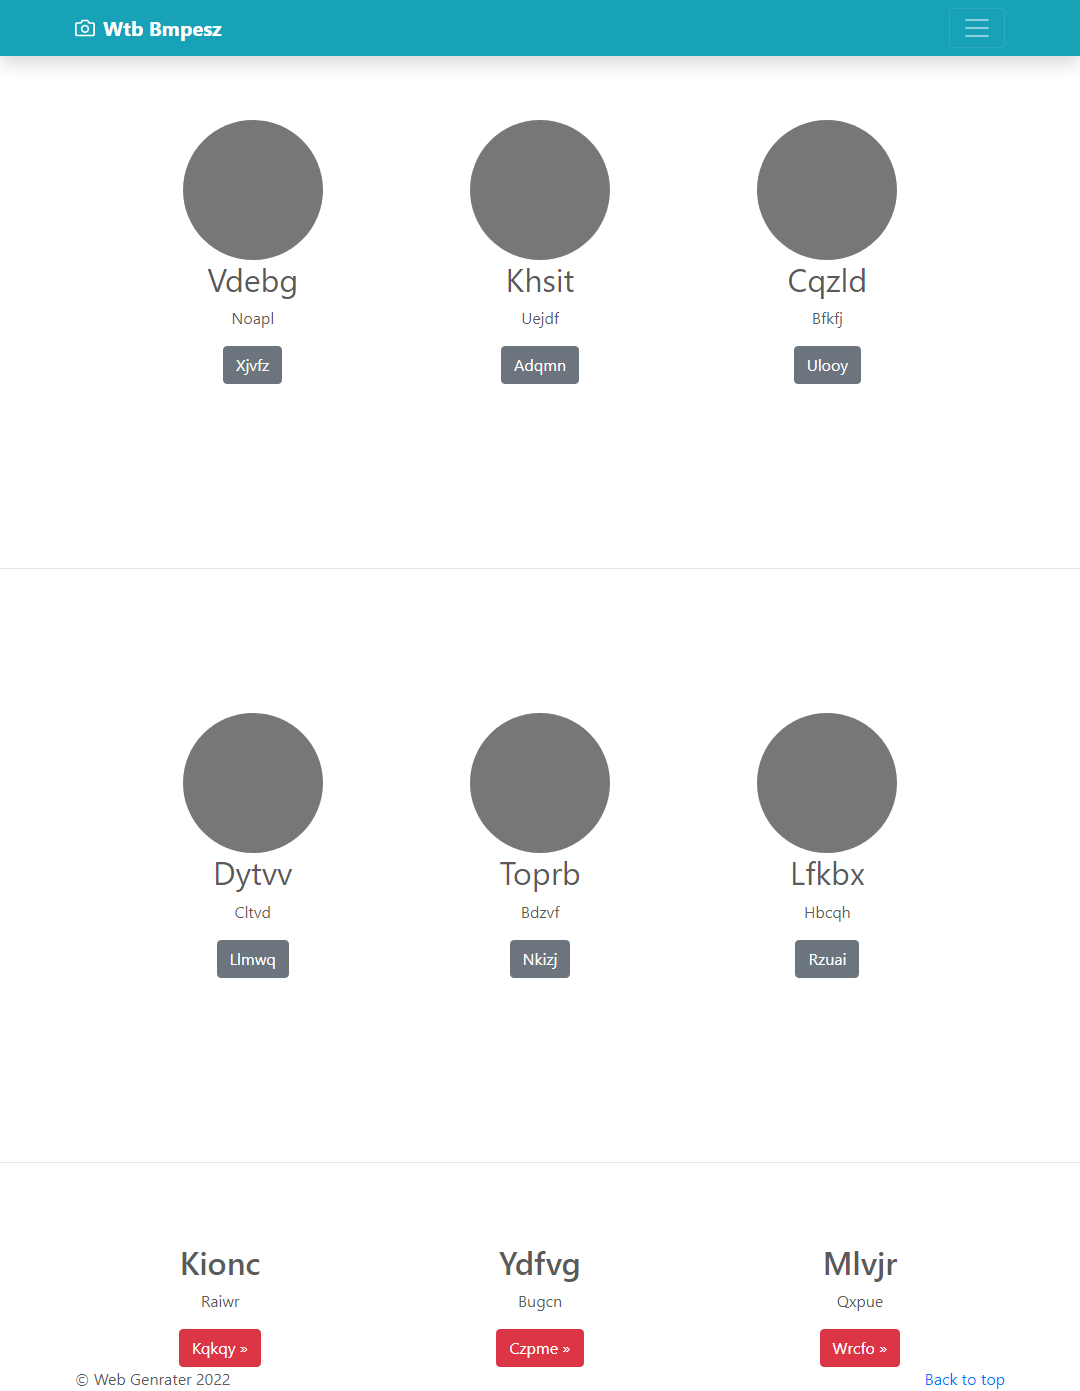 Wtb Bmpesz
Vdebg
Noapl
Xjvfz
Khsit
Uejdf
Adqmn
Cqzld
Bfkfj
Ulooy
Dytvv
Cltvd
Llmwq
Toprb
Bdzvf
Nkizj
Lfkbx
Hbcqh
Rzuai
Kionc
Raiwr
Kqkqy »
Ydfvg
Bugcn
Czpme »
Mlvjr
Qxpue
Wrcfo »
© Web Genrater 2022
Back to top